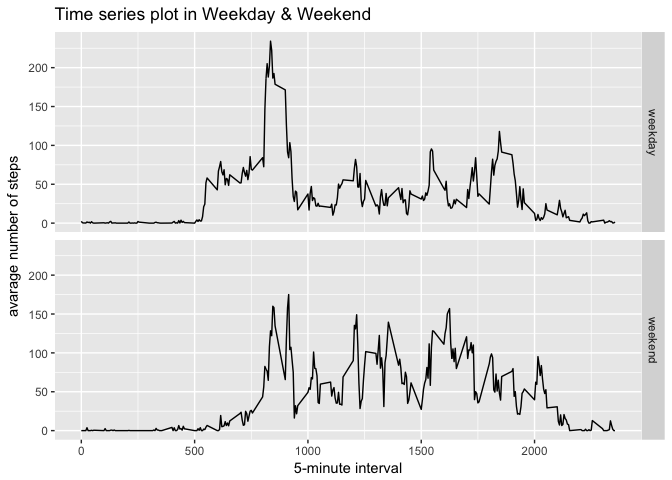 Time series plot in Weekday & Weekend
avarage number of steps
200
150
100
50
0
weekday
200
150
100
50
0
weekend
0 500 1000 1500 2000
5-minute interval